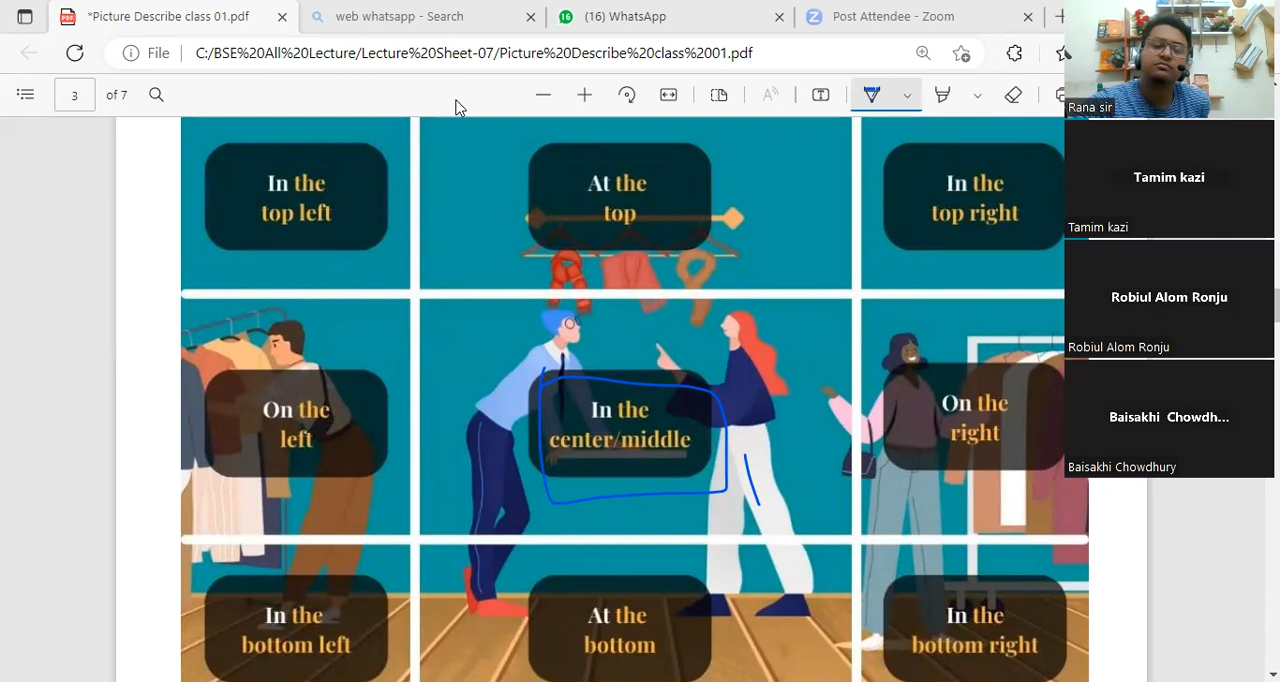 *Picture Describe class 01.pdf
web whatsapp - Search
16
(16) WhatsApp
Post Attendee - Zoom
File
C:/BSE%20All%20Lecture/Lecture%20Sheet-07/Picture%20Describe%20class%2001.pdf
3
of 7
In the
top left
At the
top
In the
top right
On the
left
In the
center/middle
On the
right
In the
bottom left
At the
bottom
In the
bottom right
Rana sir
Tamim kazi
Tamim kazi
Robiul Alom Ronju
Robiul Alom Ronju
Baisakhi Chowdh...
Baisakhi Chowdhury